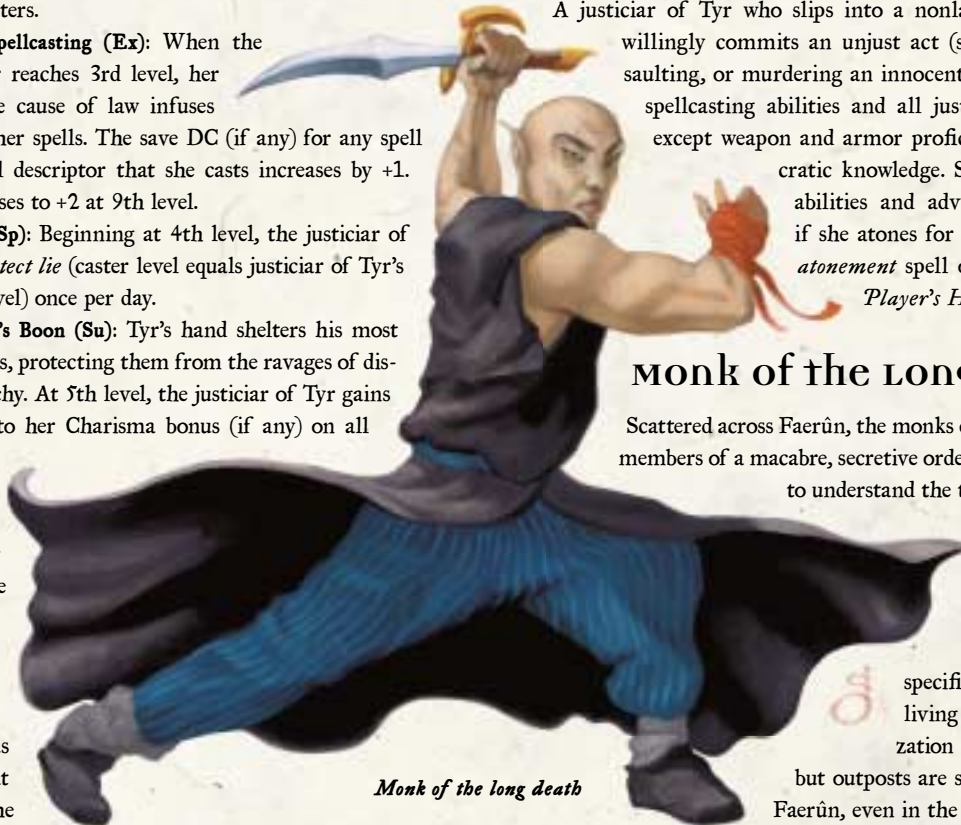 ters.
pellcasting (Ex): When the
reaches 3rd level, her
e cause of law infuses
her spells. The save DC (if any) for any spell
l descriptor that she casts increases by +1.
ses to +2 at 9th level.
Sp): Beginning at 4th level, the justiciar of
tect lie (caster level equals justiciar of Tyr's
vel) once per day.
's Boon (Su): Tyr's hand shelters his most
s, protecting them from the ravages of dis-
hy. At 5th level, the justiciar of Tyr gains
to her Charisma bonus (if any) on all
e
s
t
ne
Monk of the long death
A justiciar of Tyr who slips into a nonla
willingly commits an unjust act (s
saulting, or murdering an innocent
spellcasting abilities and all jus
except weapon and armor profic
cratic knowledge. S
abilities and adv
if she atones for
atonement spell
Player's H
Monk of the Long
Scattered across Faerûn, the monks
members of a macabre, secretive orde
to understand the t
specifi
living
zation
but outposts are s
Faerûn, even in the